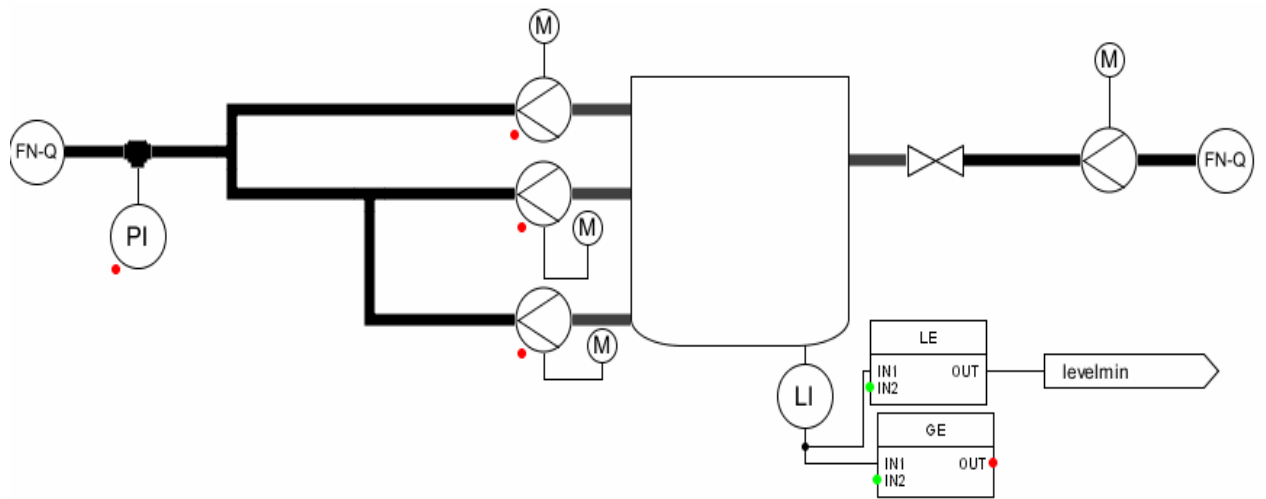 M
M
FN-Q
FN-Q
PI
M
M
LE
IN1 OUT
IN2
levelmin
LI
GE
IN1 OUT
IN2